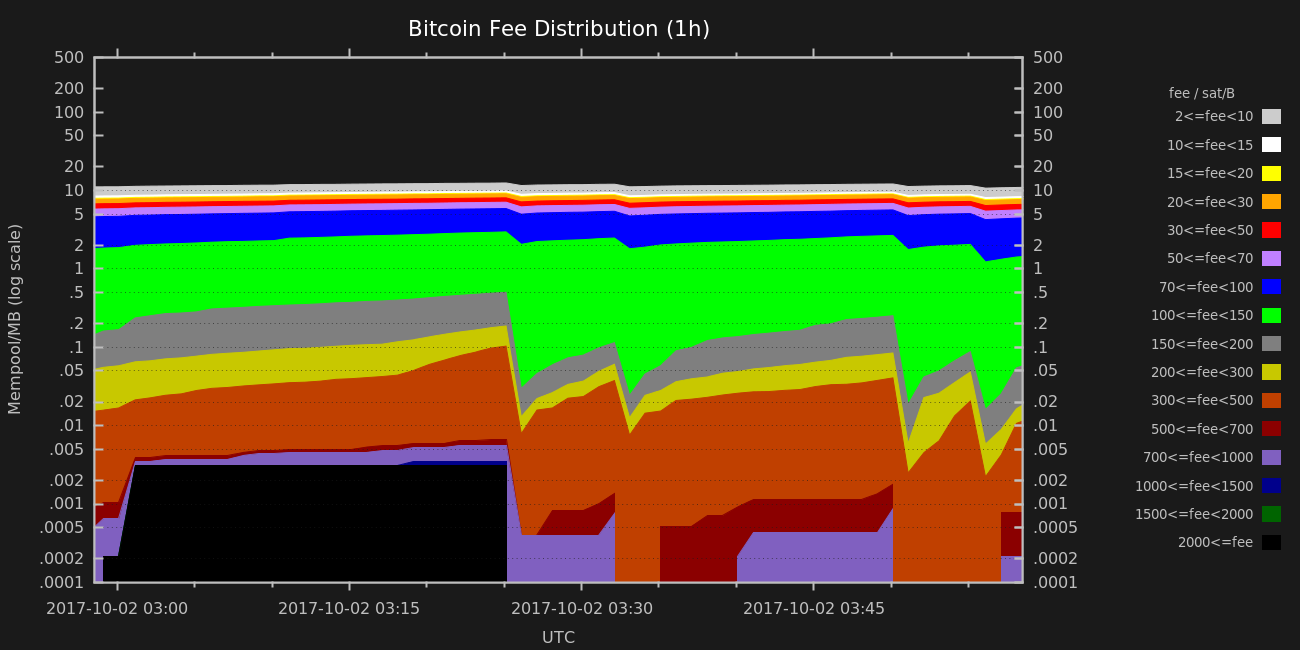 Bitcoin Fee Distribution (1h)
500 500
200 200
100 100
50 50
20 20
10 10
5 5
2 2
1 1
.5 .5
.2 .2
.1 .1
.05 .05
.02 .02
.01 .01
.005 .005
.002 .002
.001 .001
.0005 .0005
.0002 .0002
.0001 .0001
Mempool/MB (log scale)
2017-10-02 03:00 2017-10-02 03:15 2017-10-02 03:30 2017-10-02 03:45
UTC
fee / sat/B
2<=fee<10
10<=fee<15
15<=fee<20
20<=fee<30
30<=fee<50
50<=fee<70
70<=fee<100
100<=fee<150
150<=fee<200
200<=fee<300
300<=fee<500
500<=fee<700
700<=fee<1000
1000<=fee<1500
1500<=fee<2000
2000<=fee